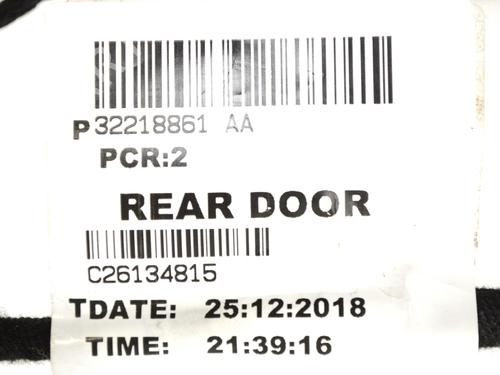 P 32218861 AA
PCR:2
REAR DOOR
C26134815
TDATE: 25:12:2018
TIME: 21:39:16